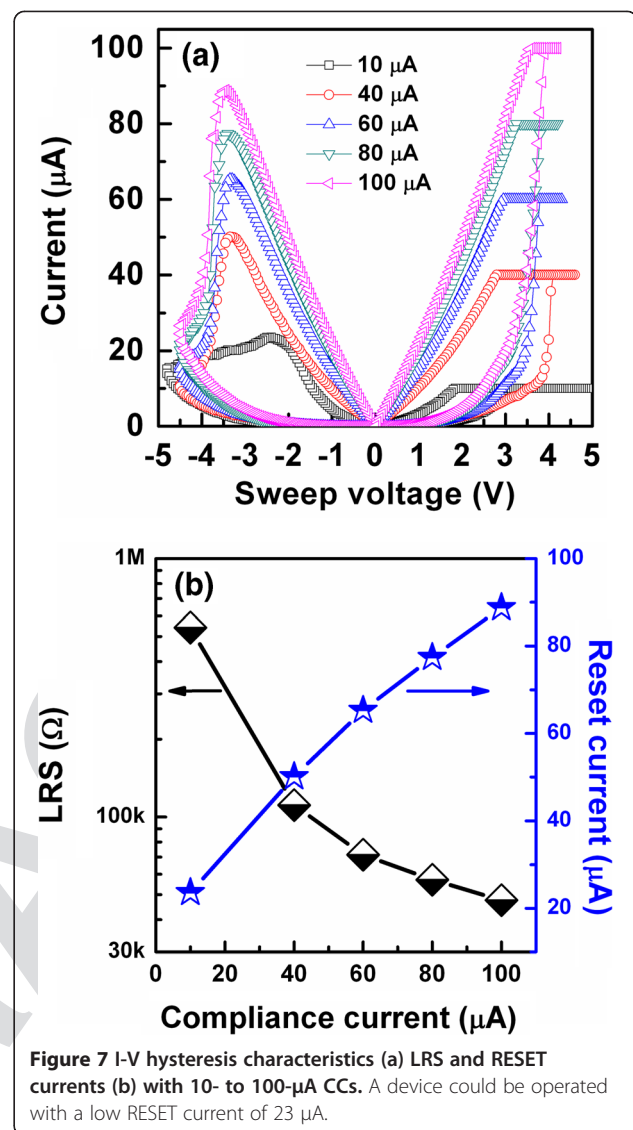 100
80
60
40
20
0
Current (μA)
(a)
10 μA
40 μA
60 μA
80 μA
100 μA
-5 -4 -3 -2 -1 0 1 2 3 4 5
Sweep voltage (V)
1M
100k
30k
LRS (Ω)
(b)
100
80
60
40
20
Reset current (μA)
0 20 40 60 80 100
Compliance current (μA)
Figure 7 I-V hysteresis characteristics (a) LRS and RESET
currents (b) with 10- to 100-μA CCs. A device could be operated
with a low RESET current of 23 μA.